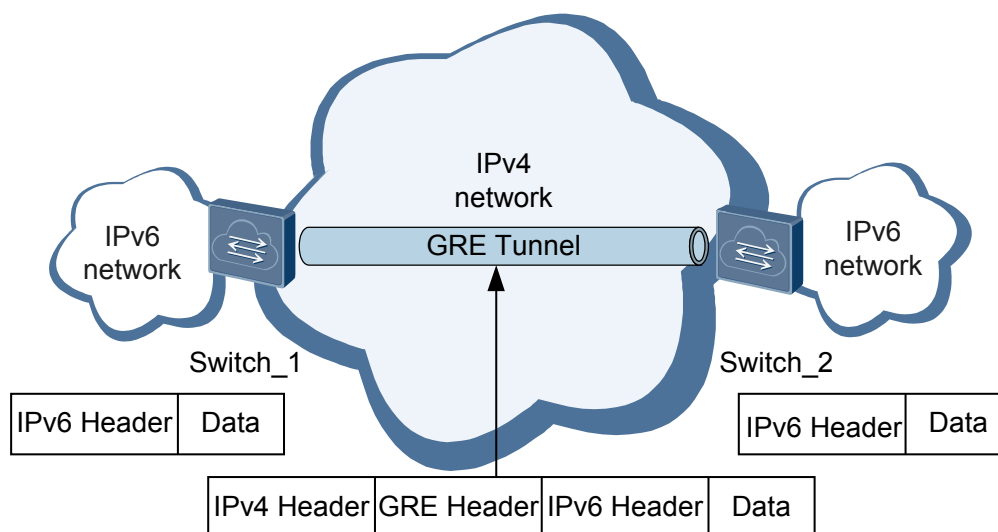 IPv4
network
IPv6
network
GRE Tunnel
IPv6
network
Switch_1
Switch_2
IPv6 Header Data
IPv6 Header Data
IPv4 Header GRE Header IPv6 Header Data